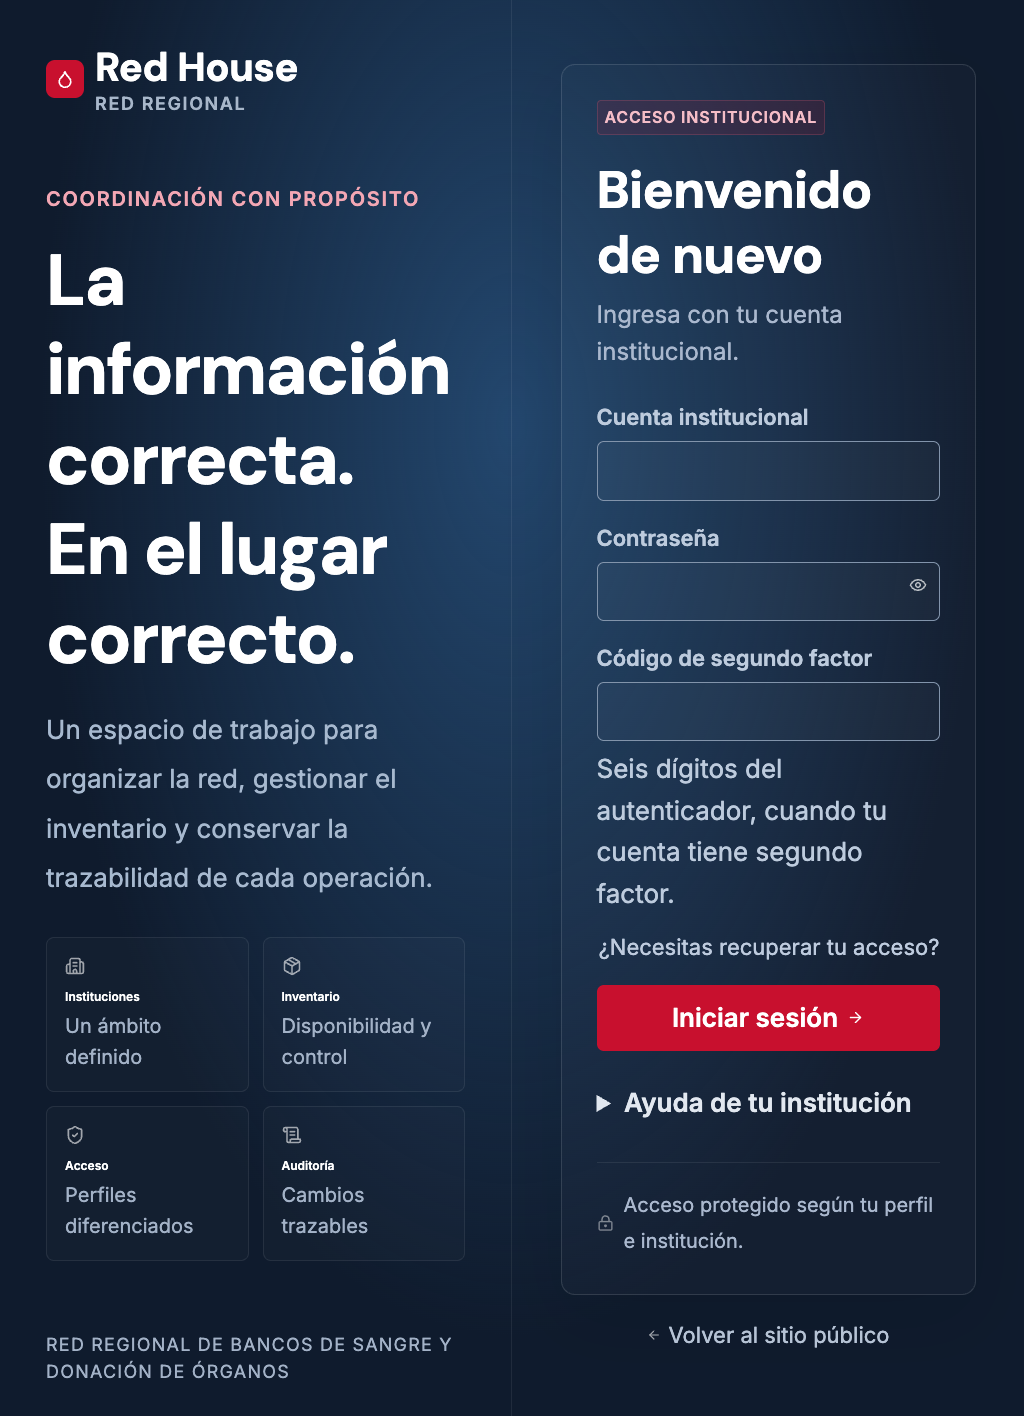 Red House
RED REGIONAL
COORDINACIÓN CON PROPÓSITO
La
información
correcta.
En el lugar
correcto.
Un espacio de trabajo para
organizar la red, gestionar el
inventario y conservar la
trazabilidad de cada operación.
Instituciones
Un ámbito
definido
Inventario
Disponibilidad y
control
Acceso
Perfiles
diferenciados
Auditoría
Cambios
trazables
RED REGIONAL DE BANCOS DE SANGRE Y
DONACIÓN DE ÓRGANOS
ACCESO INSTITUCIONAL
Bienvenido
de nuevo
Ingresa con tu cuenta
institucional.
Cuenta institucional
Contraseña
Código de segundo factor
Seis dígitos del
autenticador, cuando tu
cuenta tiene segundo
factor.
¿Necesitas recuperar tu acceso?
Iniciar sesión →
▶ Ayuda de tu institución
Acceso protegido según tu perfil
e institución.
← Volver al sitio público